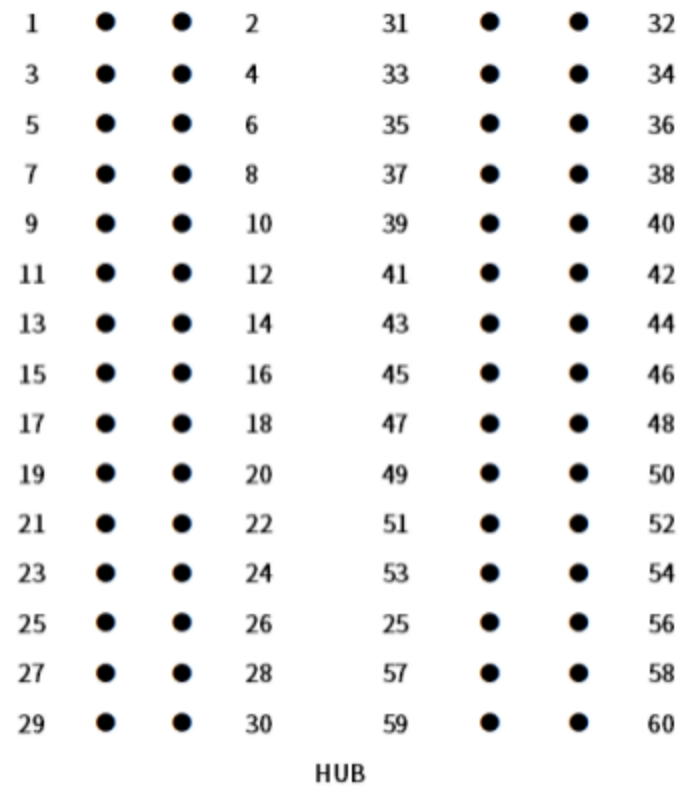 1 ● ● 2 31 ● ● 32
3 ● ● 4 33 ● ● 34
5 ● ● 6 35 ● ● 36
7 ● ● 8 37 ● ● 38
9 ● ● 10 39 ● ● 40
11 ● ● 12 41 ● ● 42
13 ● ● 14 43 ● ● 44
15 ● ● 16 45 ● ● 46
17 ● ● 18 47 ● ● 48
19 ● ● 20 49 ● ● 50
21 ● ● 22 51 ● ● 52
23 ● ● 24 53 ● ● 54
25 ● ● 26 25 ● ● 56
27 ● ● 28 57 ● ● 58
29 ● ● 30 59 ● ● 60
HUB